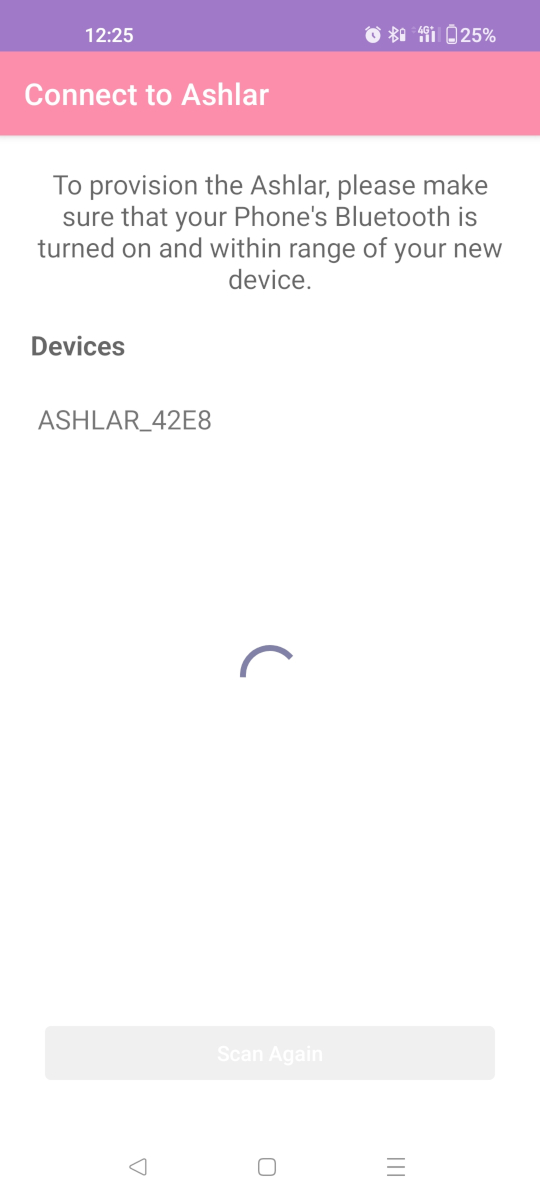 12:25
4G+
25%
Connect to Ashlar
To provision the Ashlar, please make
sure that your Phone's Bluetooth is
turned on and within range of your new
device.
Devices
ASHLAR_42E8
Scan Again